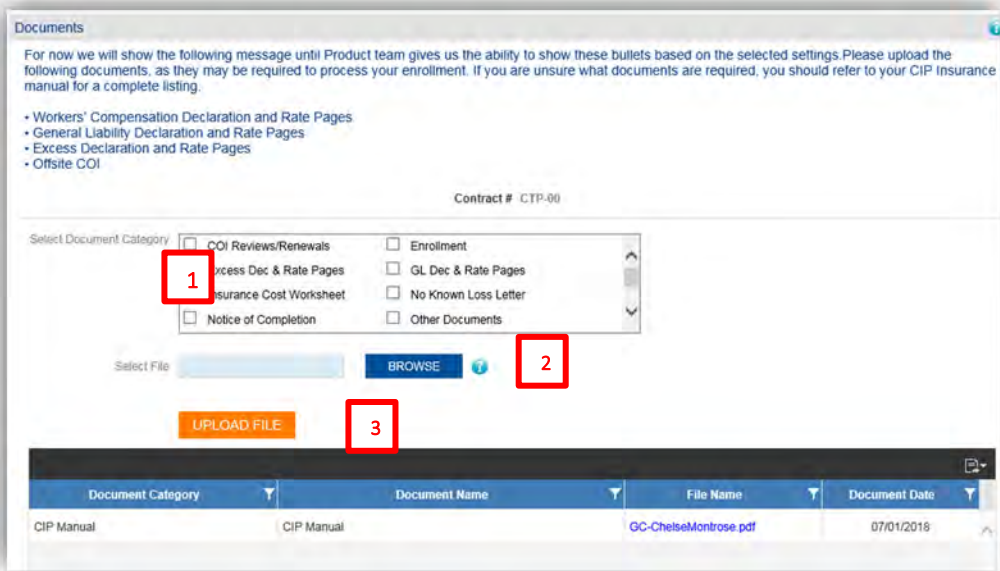 Documents
For now we will show the following message until Product team gives us the ability to show these bullets based on the selected settings.Please upload the
following documents, as they may be required to process your enrollment. If you are unsure what documents are required, you should refer to your CIP Insurance
manual for a complete listing.
• Workers' Compensation Declaration and Rate Pages
• General Liability Declaration and Rate Pages
• Excess Declaration and Rate Pages
• Offsite COI
Contract # CTP-00
Select Document Category
COI Reviews/Renewals Enrollment
1
xcess Dec & Rate Pages GL Dec & Rate Pages
nsurance Cost Worksheet No Known Loss Letter
Notice of Completion Other Documents
Select File BROWSE ? 2
UPLOAD FILE 3
Document Category Document Name File Name Document Date
CIP Manual CIP Manual GC-ChelseMontrose.pdf 07/01/2018